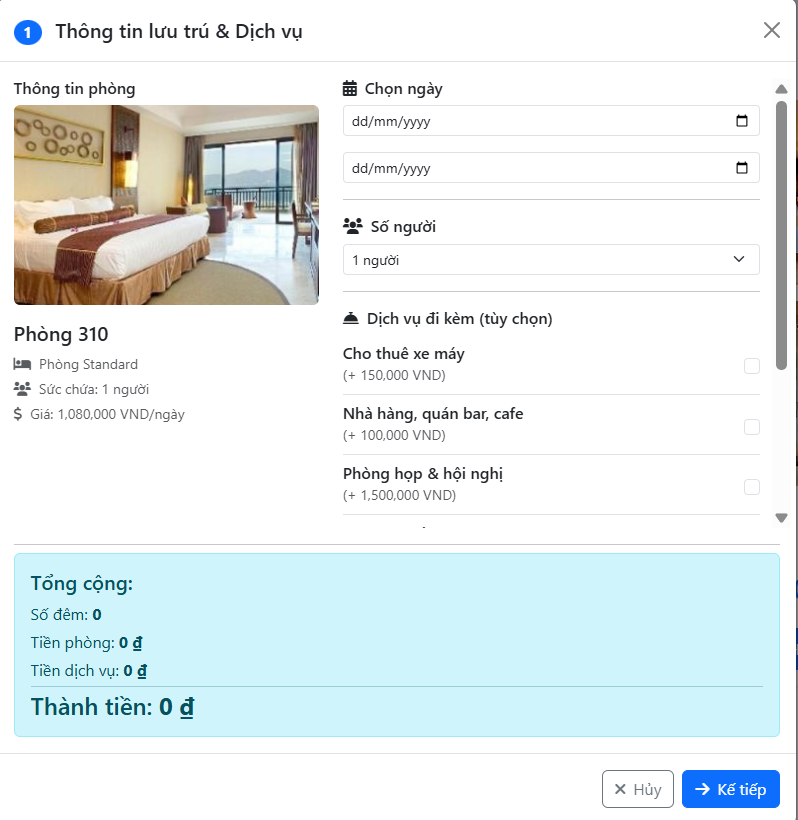 1 Thông tin lưu trú & Dịch vụ
Thông tin phòng
Phòng 310
Phòng Standard
Sức chứa: 1 người
Giá: 1,080,000 VND/ngày
Chọn ngày
dd/mm/yyyy
dd/mm/yyyy
Số người
1 người
Dịch vụ đi kèm (tùy chọn)
Cho thuê xe máy
(+ 150,000 VND)
Nhà hàng, quán bar, cafe
(+ 100,000 VND)
Phòng họp & hội nghị
(+ 1,500,000 VND)
Tổng cộng:
Số đêm: 0
Tiền phòng: 0 ₫
Tiền dịch vụ: 0 ₫
Thành tiền: 0 ₫
Hủy
Kế tiếp